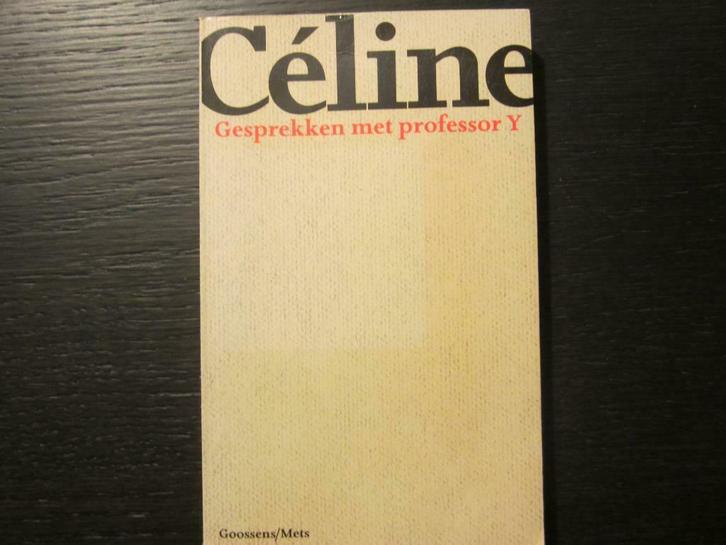 Céline
Gesprekken met professor Y
Goossens/Mets